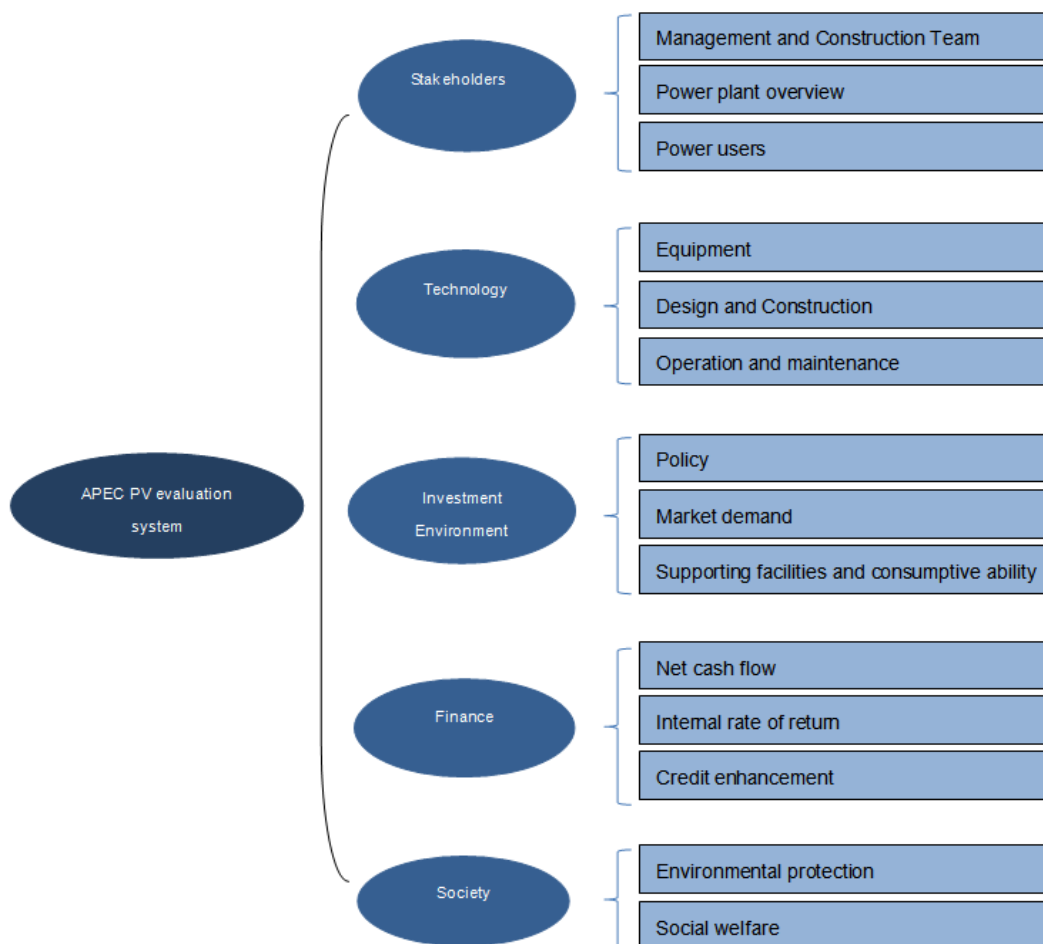 Stakeholders
Management and Construction Team
Power plant overview
Power users
Technology
Equipment
Design and Construction
Operation and maintenance
APEC PV evaluation
system
Investment
Environment
Policy
Market demand
Supporting facilities and consumptive ability
Finance
Net cash flow
Internal rate of return
Credit enhancement
Society
Environmental protection
Social welfare